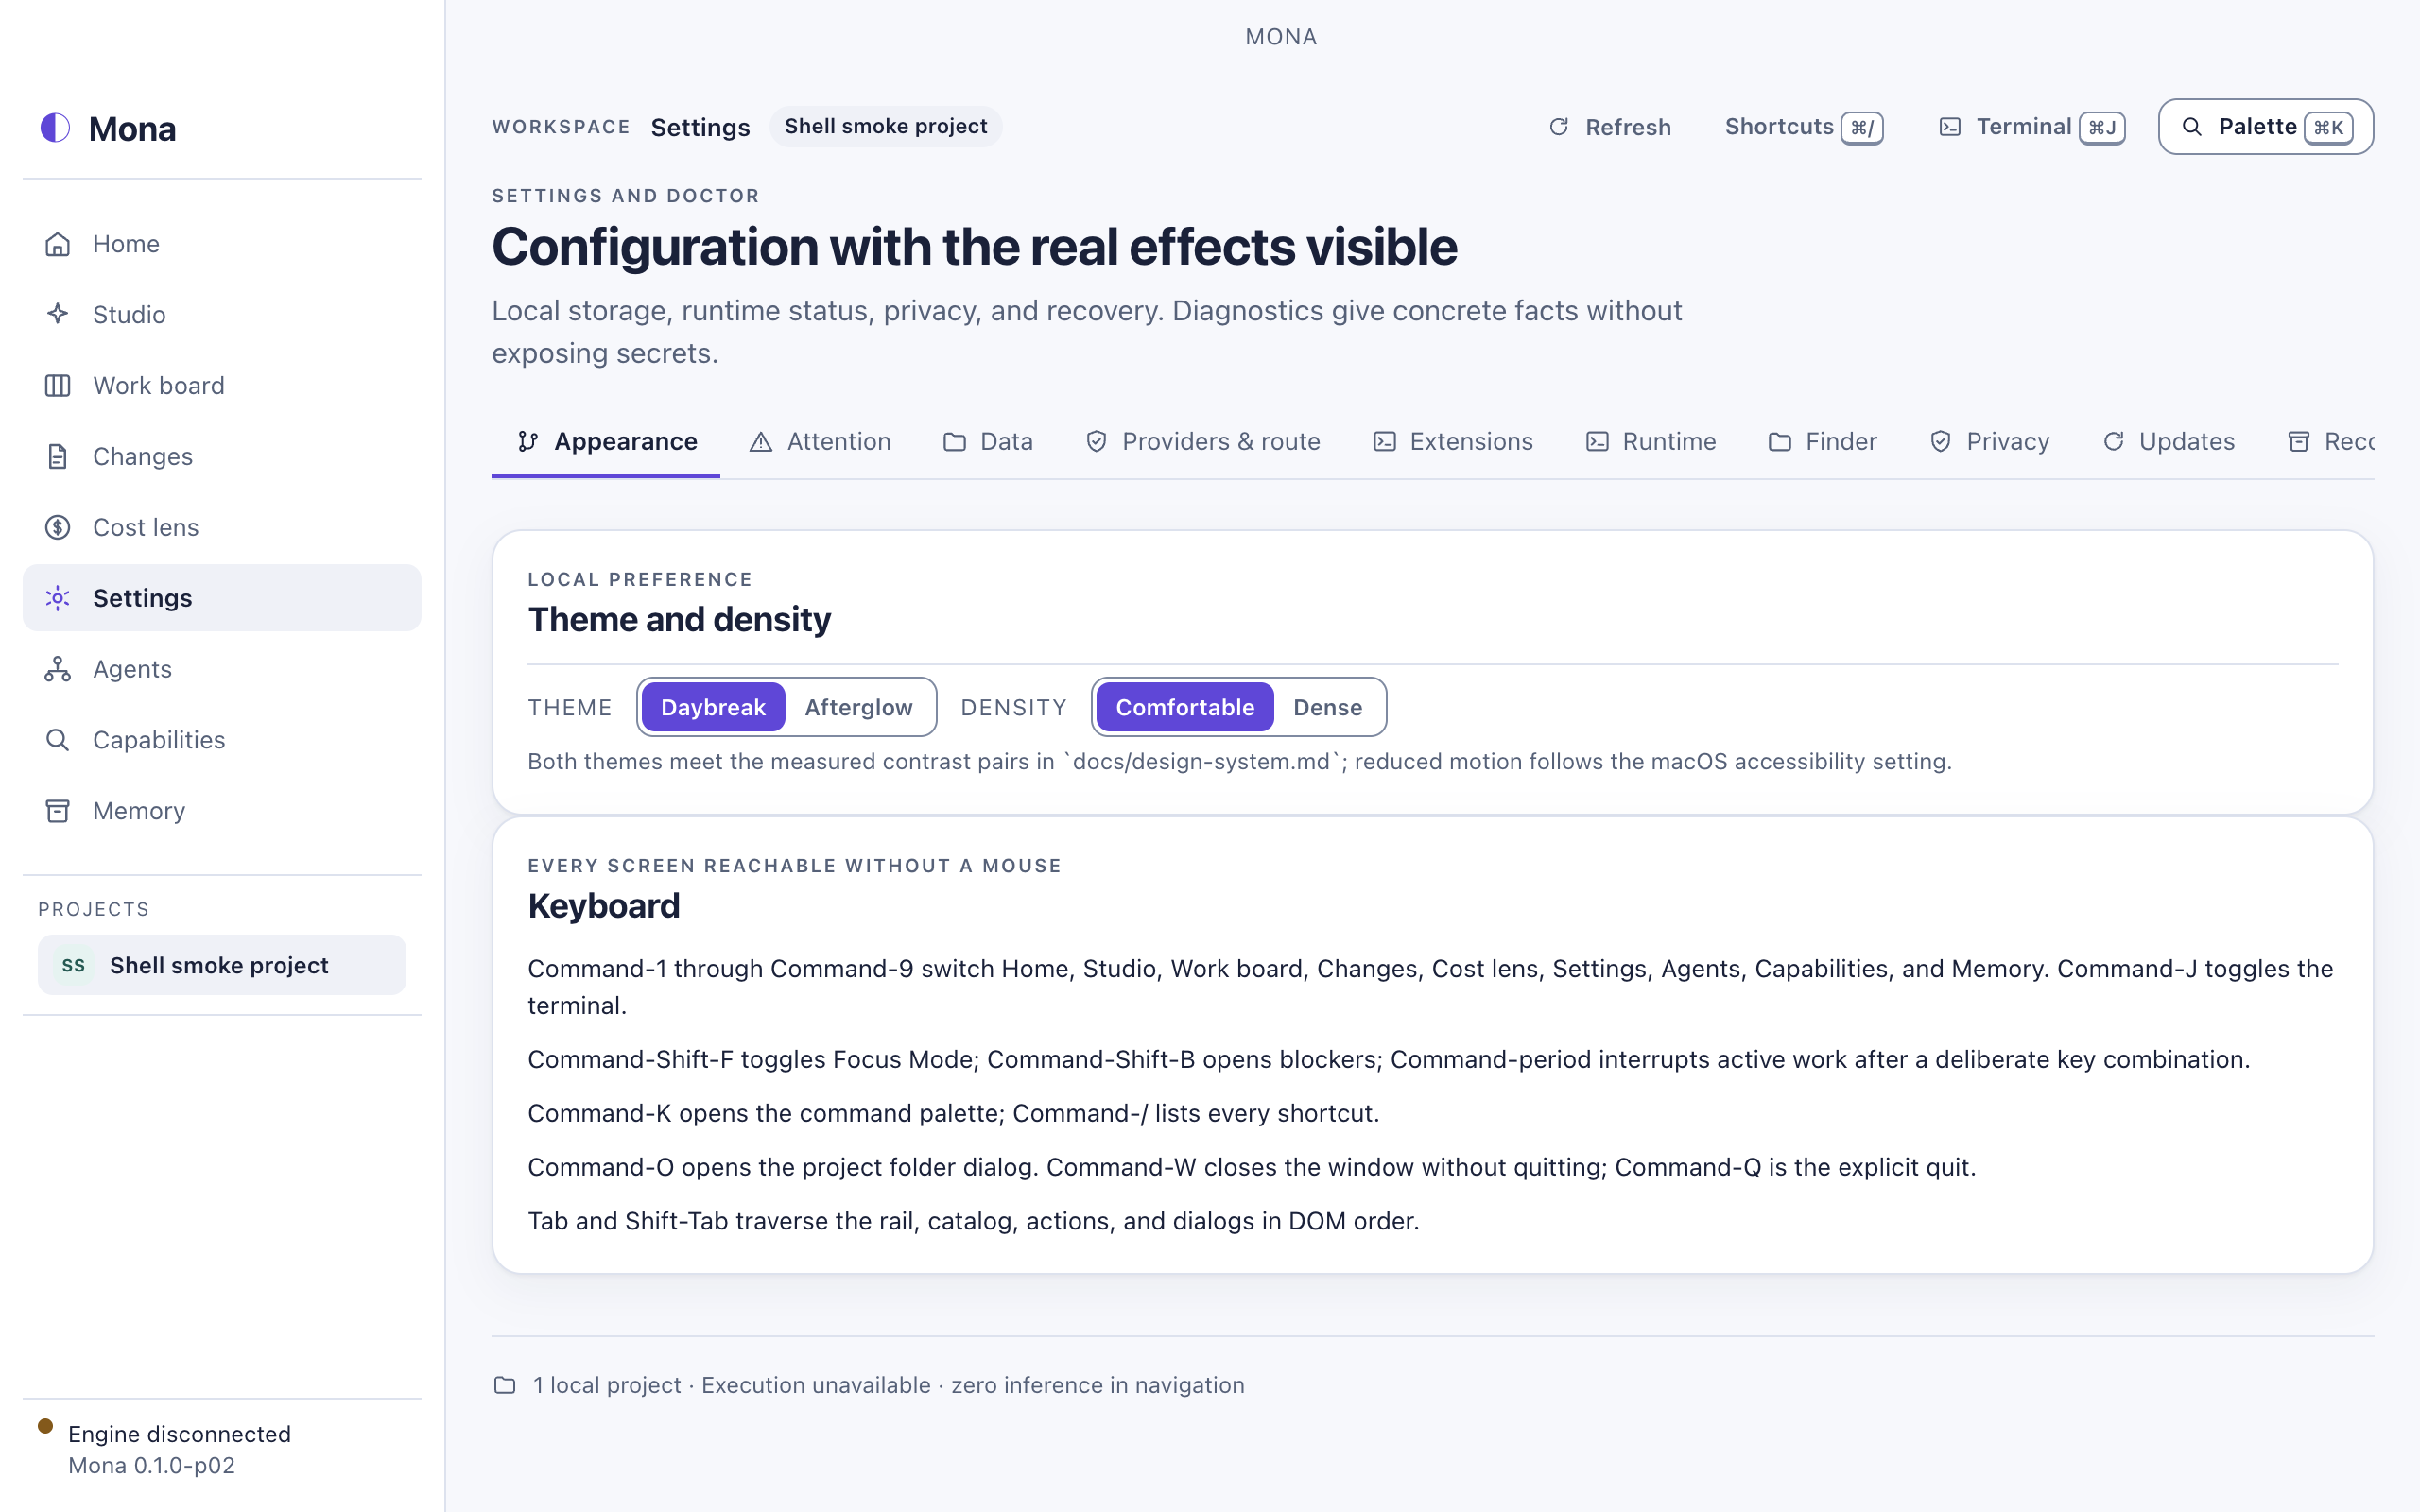 MONA
Mona
Home
Studio
Work board
Changes
Cost lens
Settings
Agents
Capabilities
Memory
PROJECTS
SS Shell smoke project
Engine disconnected
Mona 0.1.0-p02
WORKSPACE Settings Shell smoke project
Refresh Shortcuts ⌘/ Terminal ⌘J Palette ⌘K
SETTINGS AND DOCTOR
Configuration with the real effects visible
Local storage, runtime status, privacy, and recovery. Diagnostics give concrete facts without
exposing secrets.
Appearance Attention Data Providers & route Extensions Runtime Finder Privacy Updates
LOCAL PREFERENCE
Theme and density
THEME Daybreak Afterglow DENSITY Comfortable Dense
Both themes meet the measured contrast pairs in `docs/design-system.md`; reduced motion follows the macOS accessibility setting.
EVERY SCREEN REACHABLE WITHOUT A MOUSE
Keyboard
Command-1 through Command-9 switch Home, Studio, Work board, Changes, Cost lens, Settings, Agents, Capabilities, and Memory. Command-J toggles the
terminal.
Command-Shift-F toggles Focus Mode; Command-Shift-B opens blockers; Command-period interrupts active work after a deliberate key combination.
Command-K opens the command palette; Command-/ lists every shortcut.
Command-O opens the project folder dialog. Command-W closes the window without quitting; Command-Q is the explicit quit.
Tab and Shift-Tab traverse the rail, catalog, actions, and dialogs in DOM order.
1 local project · Execution unavailable · zero inference in navigation